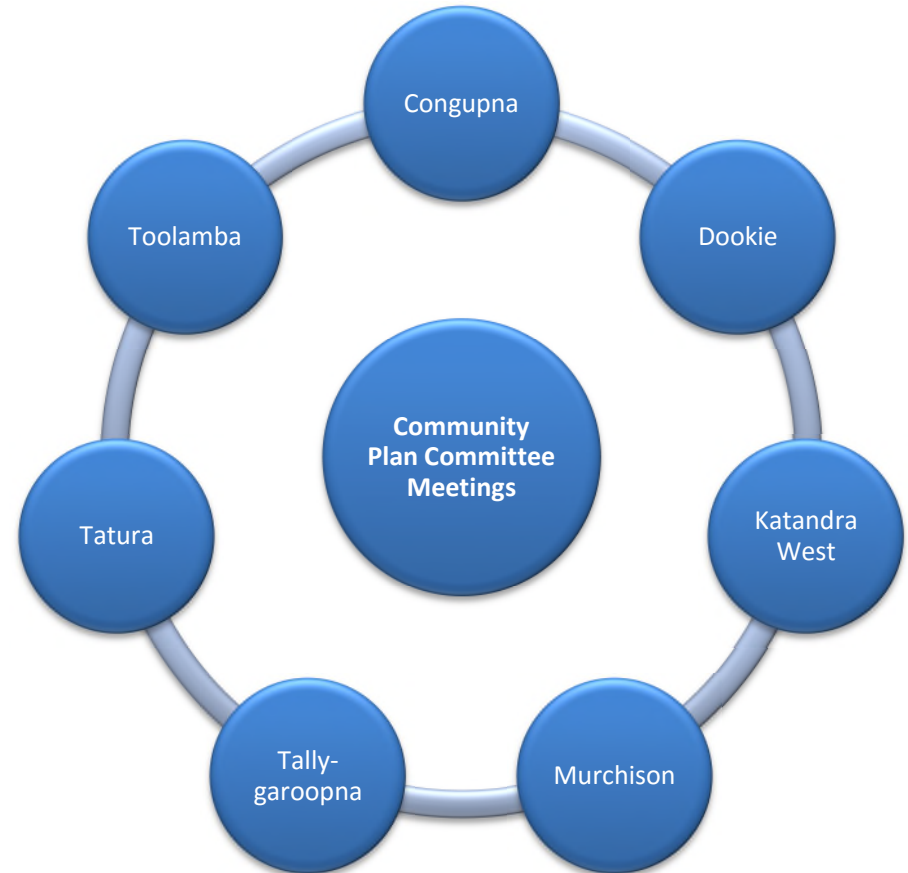 Congupna
Toolamba
Dookie
Community
Plan Committee
Meetings
Tatura
Katandra
West
Tally-
garoopna
Murchison